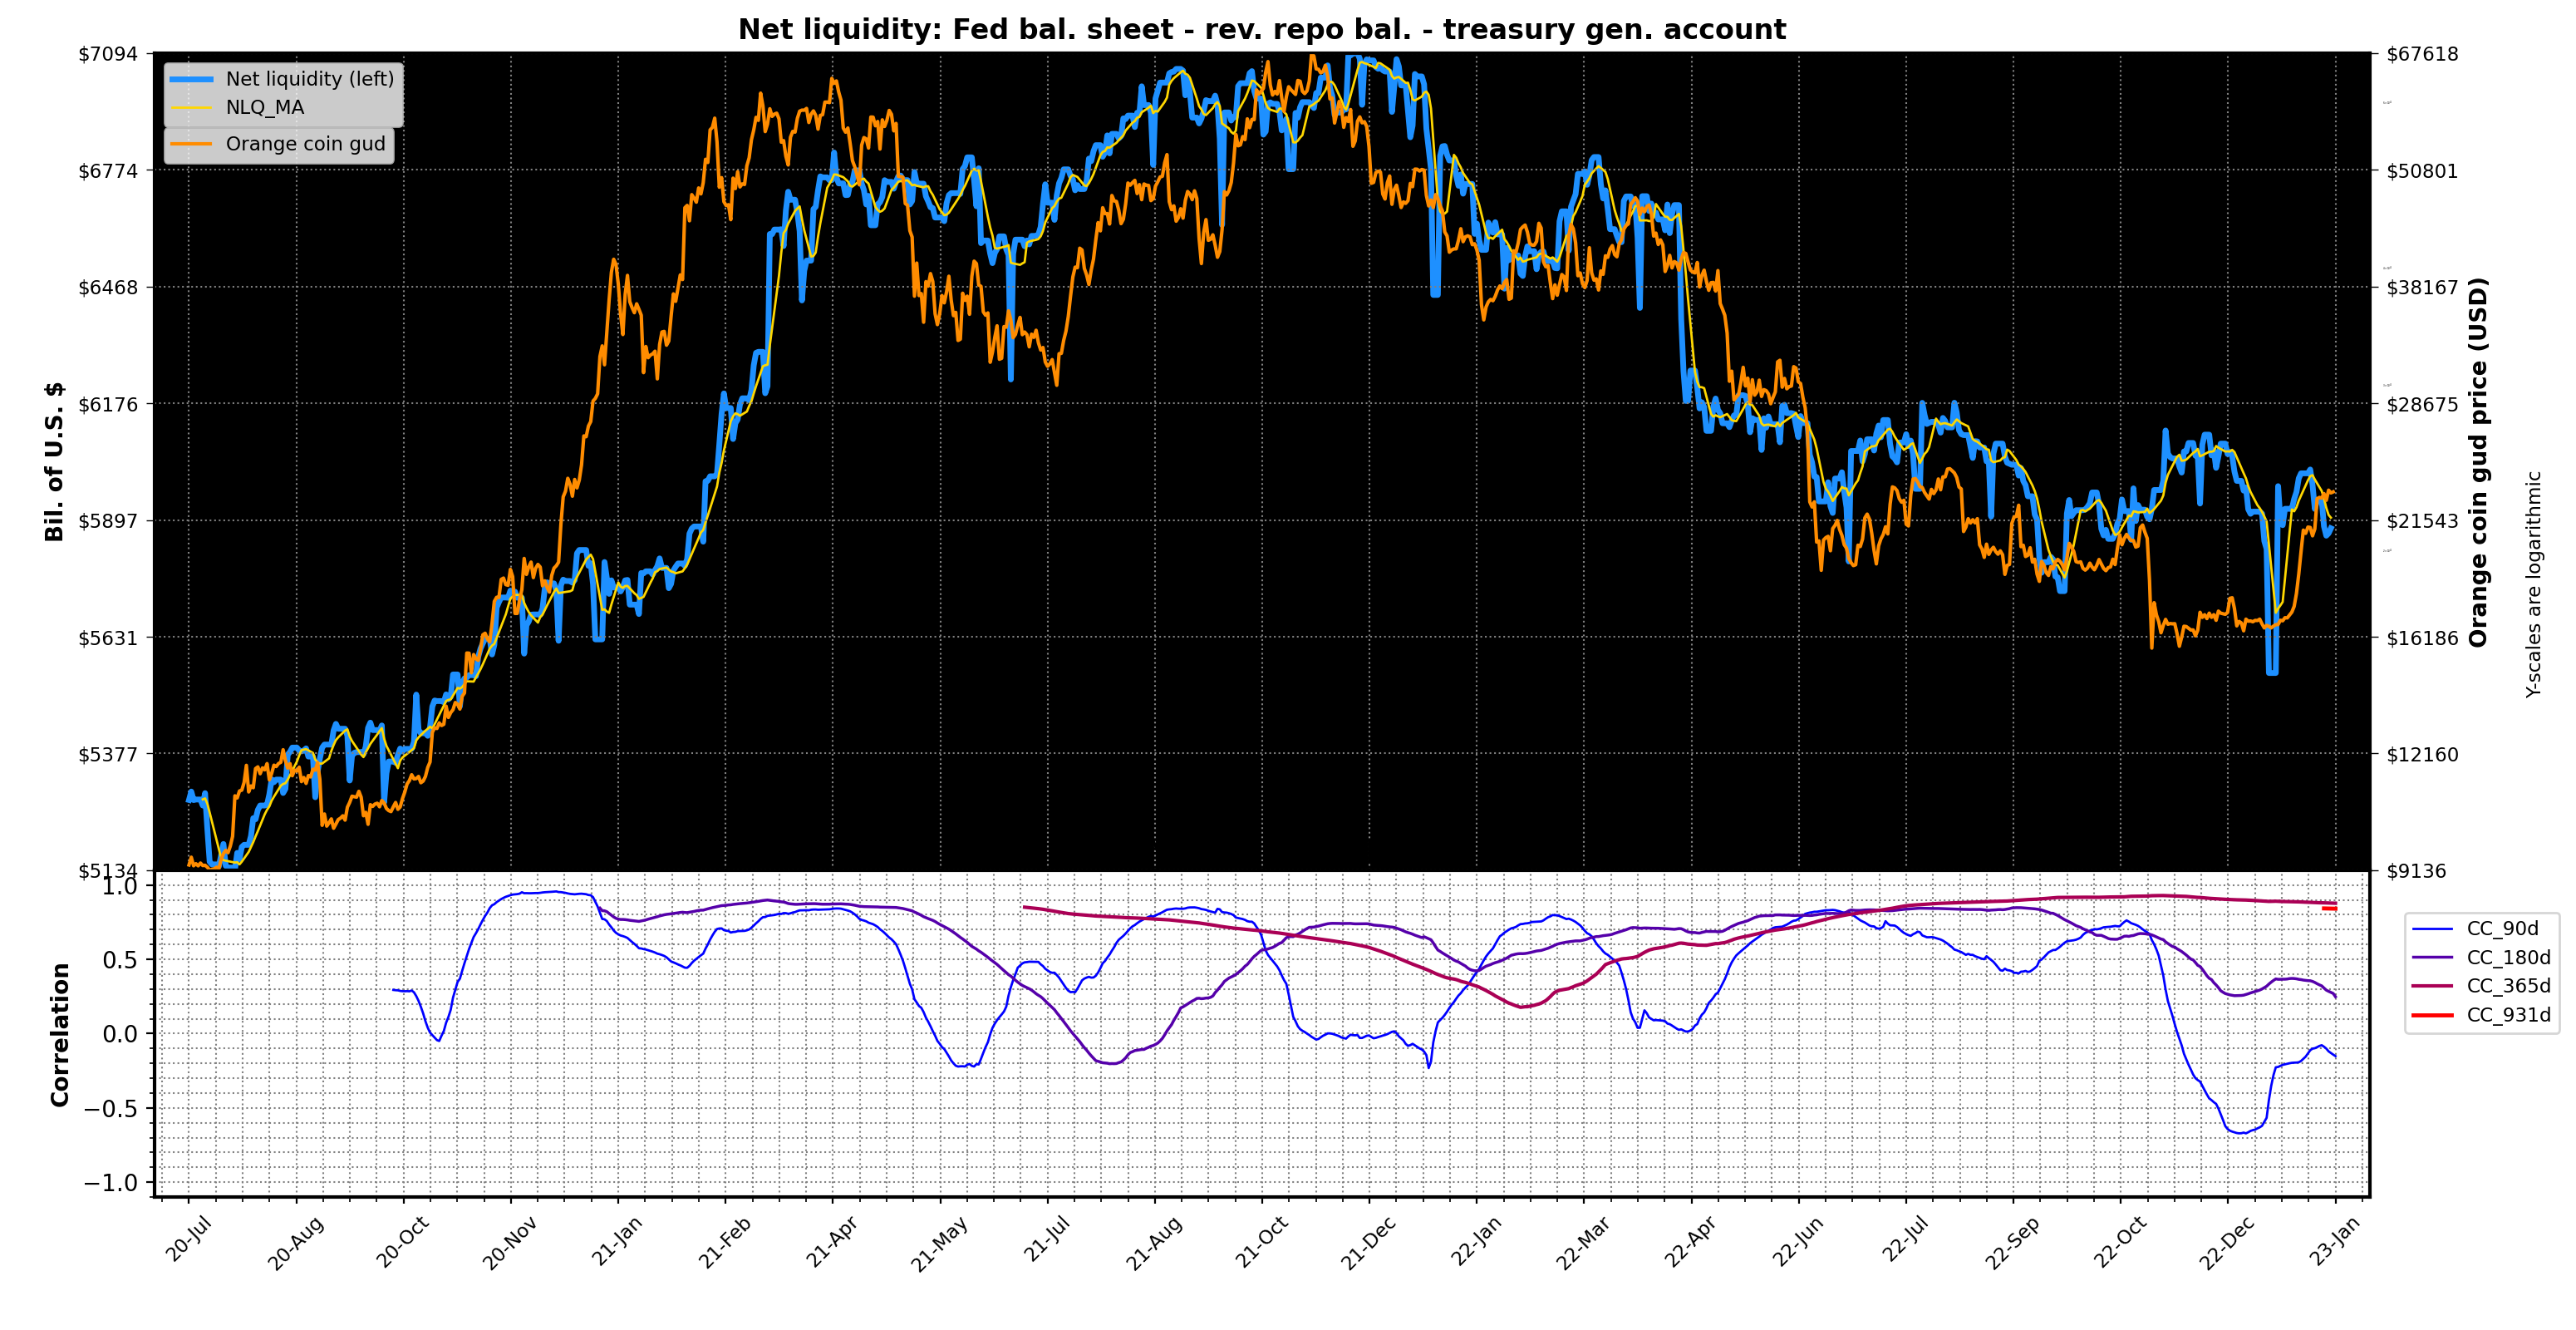 Net liquidity: Fed bal. sheet - rev. repo bal. - treasury gen. account
Net liquidity (left)
NLQ_MA
Orange coin gud
$7094
$6774
$6468
$6176
$5897
$5631
$5377
$5134
Bil. of U.S. $
$67618
$50801
$38167
$28675
$21543
$16186
$12160
$9136
Orange coin gud price (USD)
Y-scales are logarithmic
1.0
0.5
0.0
−0.5
−1.0
Correlation
CC_90d
CC_180d
CC_365d
CC_931d
20-Jul
20-Aug
20-Oct
20-Nov
21-Jan
21-Feb
21-Apr
21-May
21-Jul
21-Aug
21-Oct
21-Dec
22-Jan
22-Mar
22-Apr
22-Jun
22-Jul
22-Sep
22-Oct
22-Dec
23-Jan